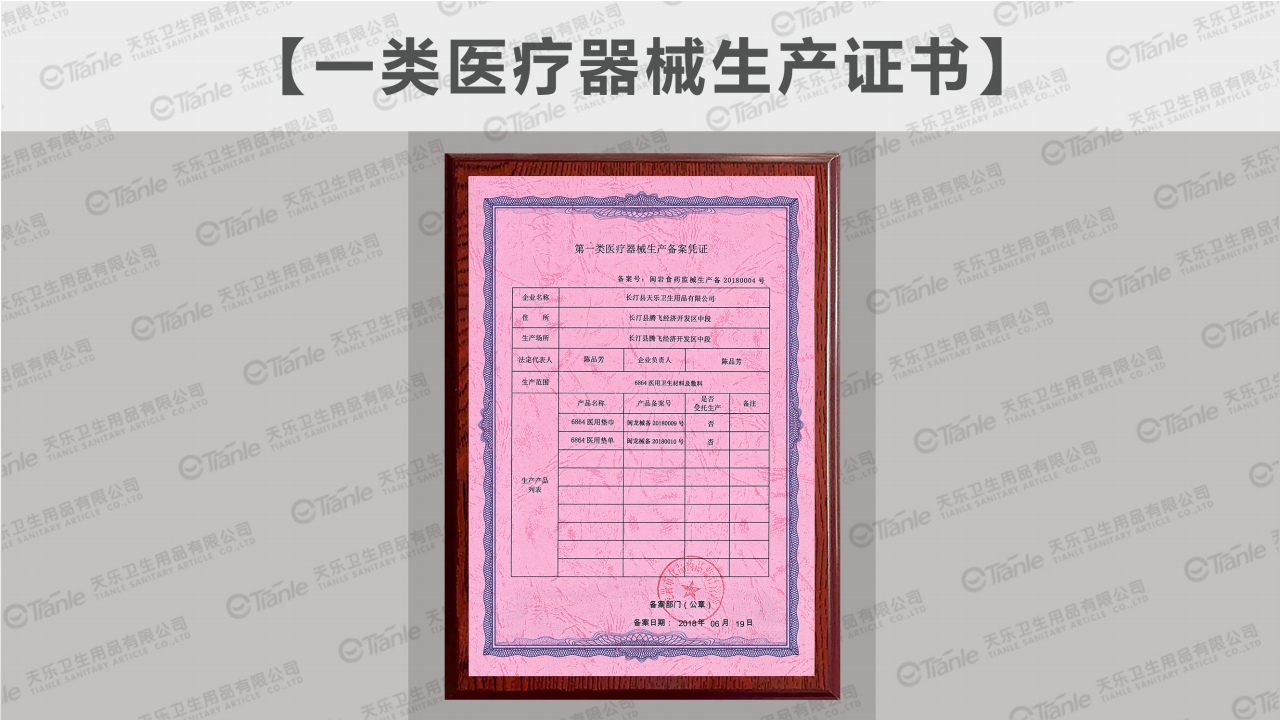 【一类医疗器械生产证书】
第一类医疗器械生产备案凭证
备案号：闽岩食药监械生产备 20180004 号
企业名称 长汀县天乐卫生用品有限公司
住 所 长汀县腾飞经济开发区中段
生产场所 长汀县腾飞经济开发区中段
法定代表人 陈品芳 企业负责人 陈品芳
生产范围 6864 医用卫生材料及敷料
产品名称 产品备案号 是否受托生产 备注
6864 医用垫巾 闽龙械备 20180009 号 否
6864 医用垫单 闽龙械备 20180010 号 否
生产产品
列表
备案部门（公章）
备案日期： 2018年 06月 19日
Tianle 天乐卫生用品有限公司
TIANLE SANITARY ARTICLE CO.,LTD